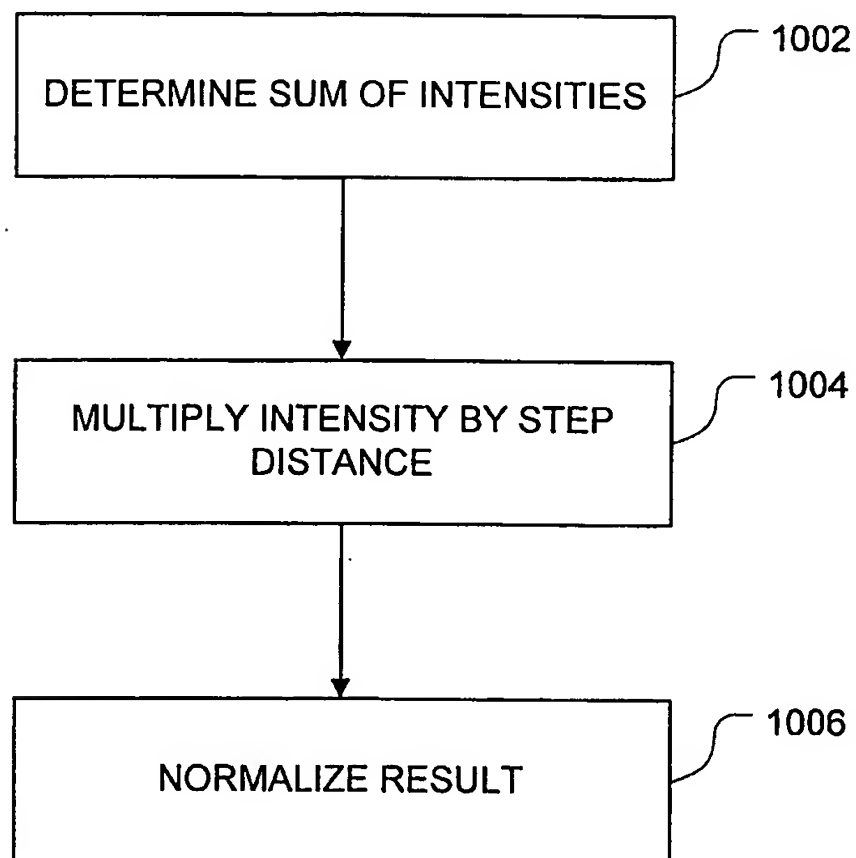 1002
DETERMINE SUM OF INTENSITIES
1004
MULTIPLY INTENSITY BY STEP
DISTANCE
1006
NORMALIZE RESULT